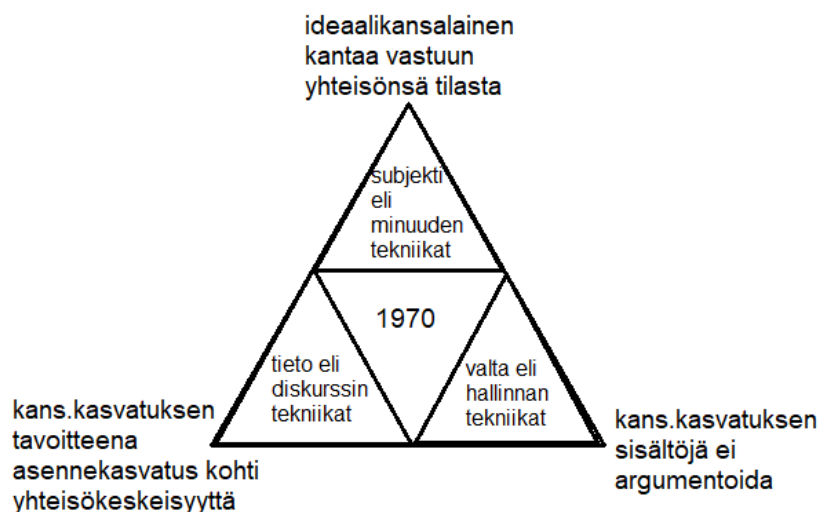 ideaalikansalainen
kantaa vastuun
yhteisönsä tilasta
subjekti
eli
minuuden
tekniikat
1970
tieto eli
diskurssin
tekniikat
valta eli
hallinnan
tekniikat
kans.kasvatuksen
tavoitteena
asennekasvatus kohti
yhteisökeskeisyyttä
kans.kasvatuksen
sisältöjä ei
argumentoida